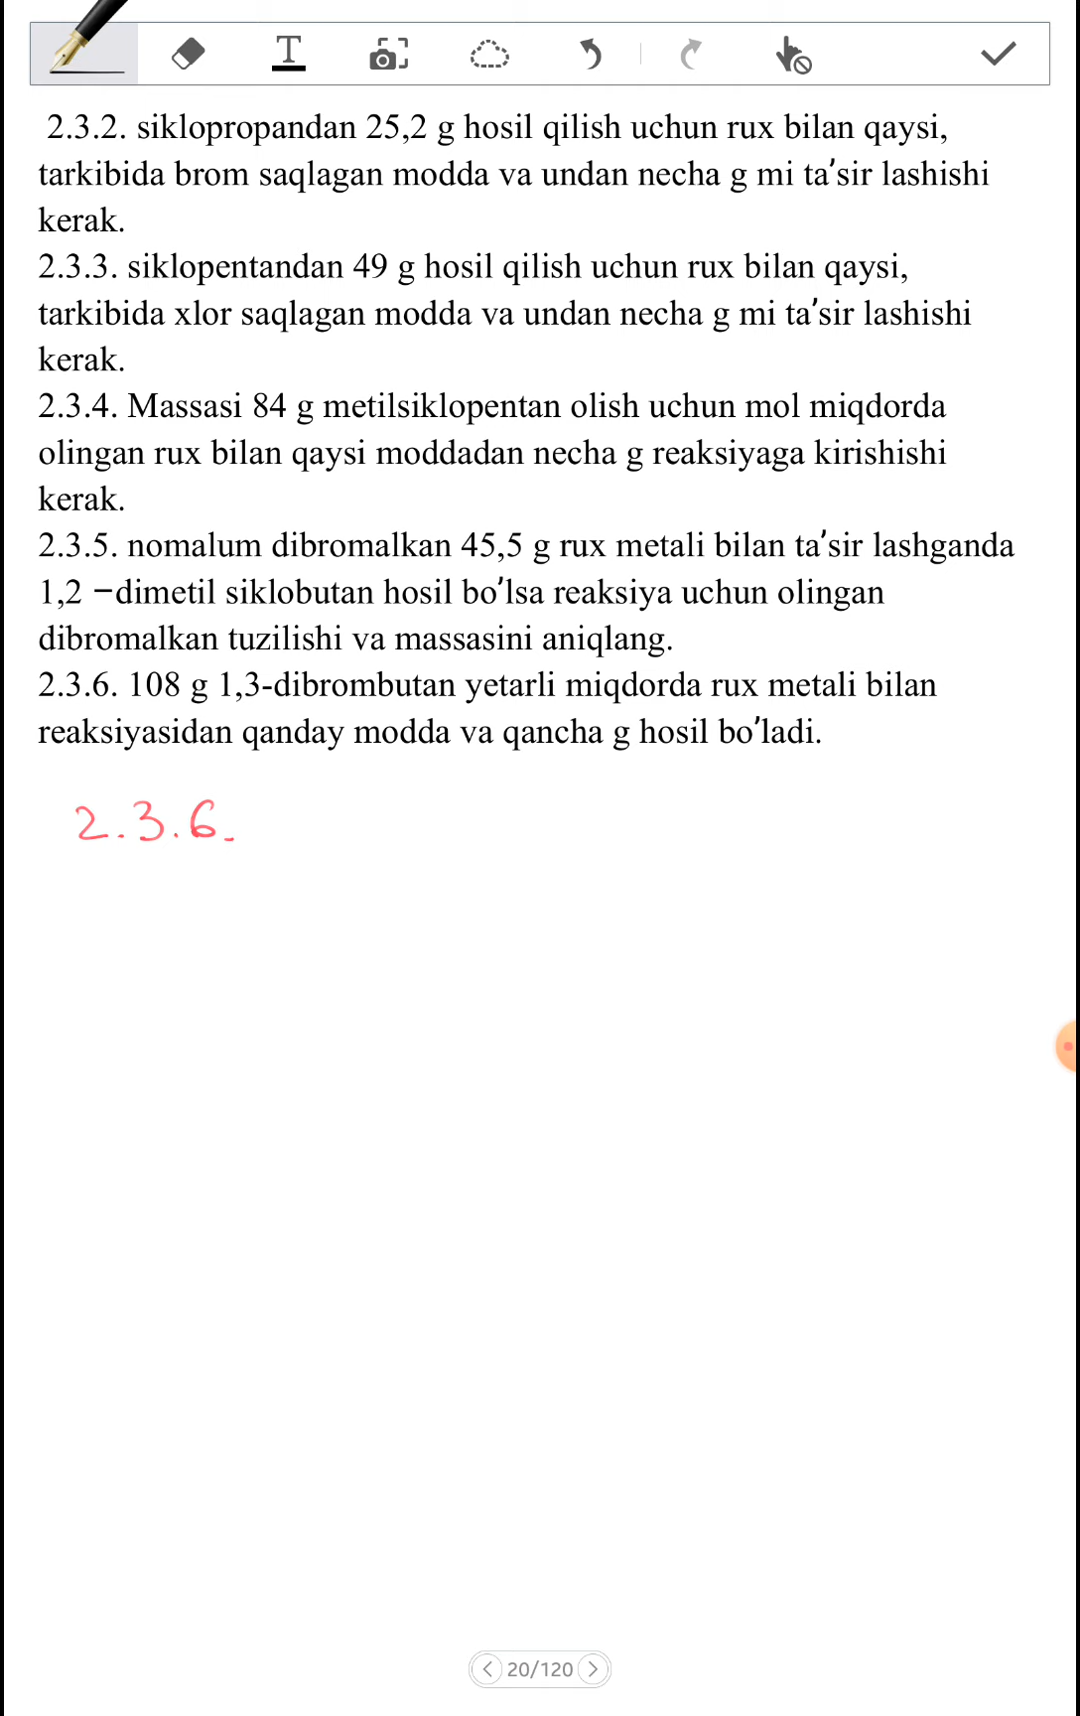 T
2.3.2. siklopropandan 25,2 g hosil qilish uchun rux bilan qaysi,
tarkibida brom saqlagan modda va undan necha g mi ta’sir lashishi
kerak.
2.3.3. siklopentandan 49 g hosil qilish uchun rux bilan qaysi,
tarkibida xlor saqlagan modda va undan necha g mi ta’sir lashishi
kerak.
2.3.4. Massasi 84 g metilsiklopentan olish uchun mol miqdorda
olingan rux bilan qaysi moddadan necha g reaksiyaga kirishishi
kerak.
2.3.5. nomalum dibromalkan 45,5 g rux metali bilan ta’sir lashganda
1,2 −dimetil siklobutan hosil bo’lsa reaksiya uchun olingan
dibromalkan tuzilishi va massasini aniqlang.
2.3.6. 108 g 1,3-dibrombutan yetarli miqdorda rux metali bilan
reaksiyasidan qanday modda va qancha g hosil bo’ladi.
2.3.6.
20/120